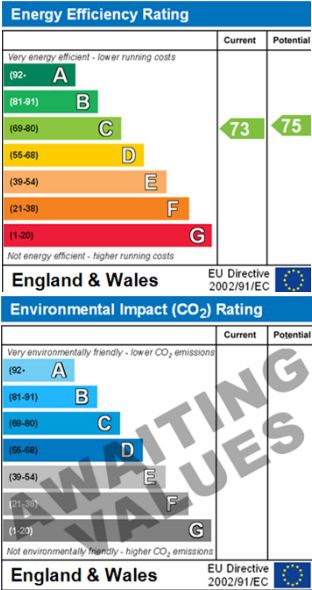 Energy Efficiency Rating
Current Potential
Very energy efficient - lower running costs
(92- A
(81-91) B
(69-80) C
73 75
(55-68) D
(39-54) E
(21-38) F
(1-20) G
Not energy efficient - higher running costs
England & Wales
EU Directive
2002/91/EC
Environmental Impact (CO₂) Rating
Current Potential
Very environmentally friendly - lower CO₂ emissions
(92- A
(81-91) B
(69-80) C
(55-68) D
(39-54) E
(21-38) F
(1-20) G
AWAITING
VALUES
Not environmentally friendly - higher CO₂ emissions
England & Wales
EU Directive
2002/91/EC